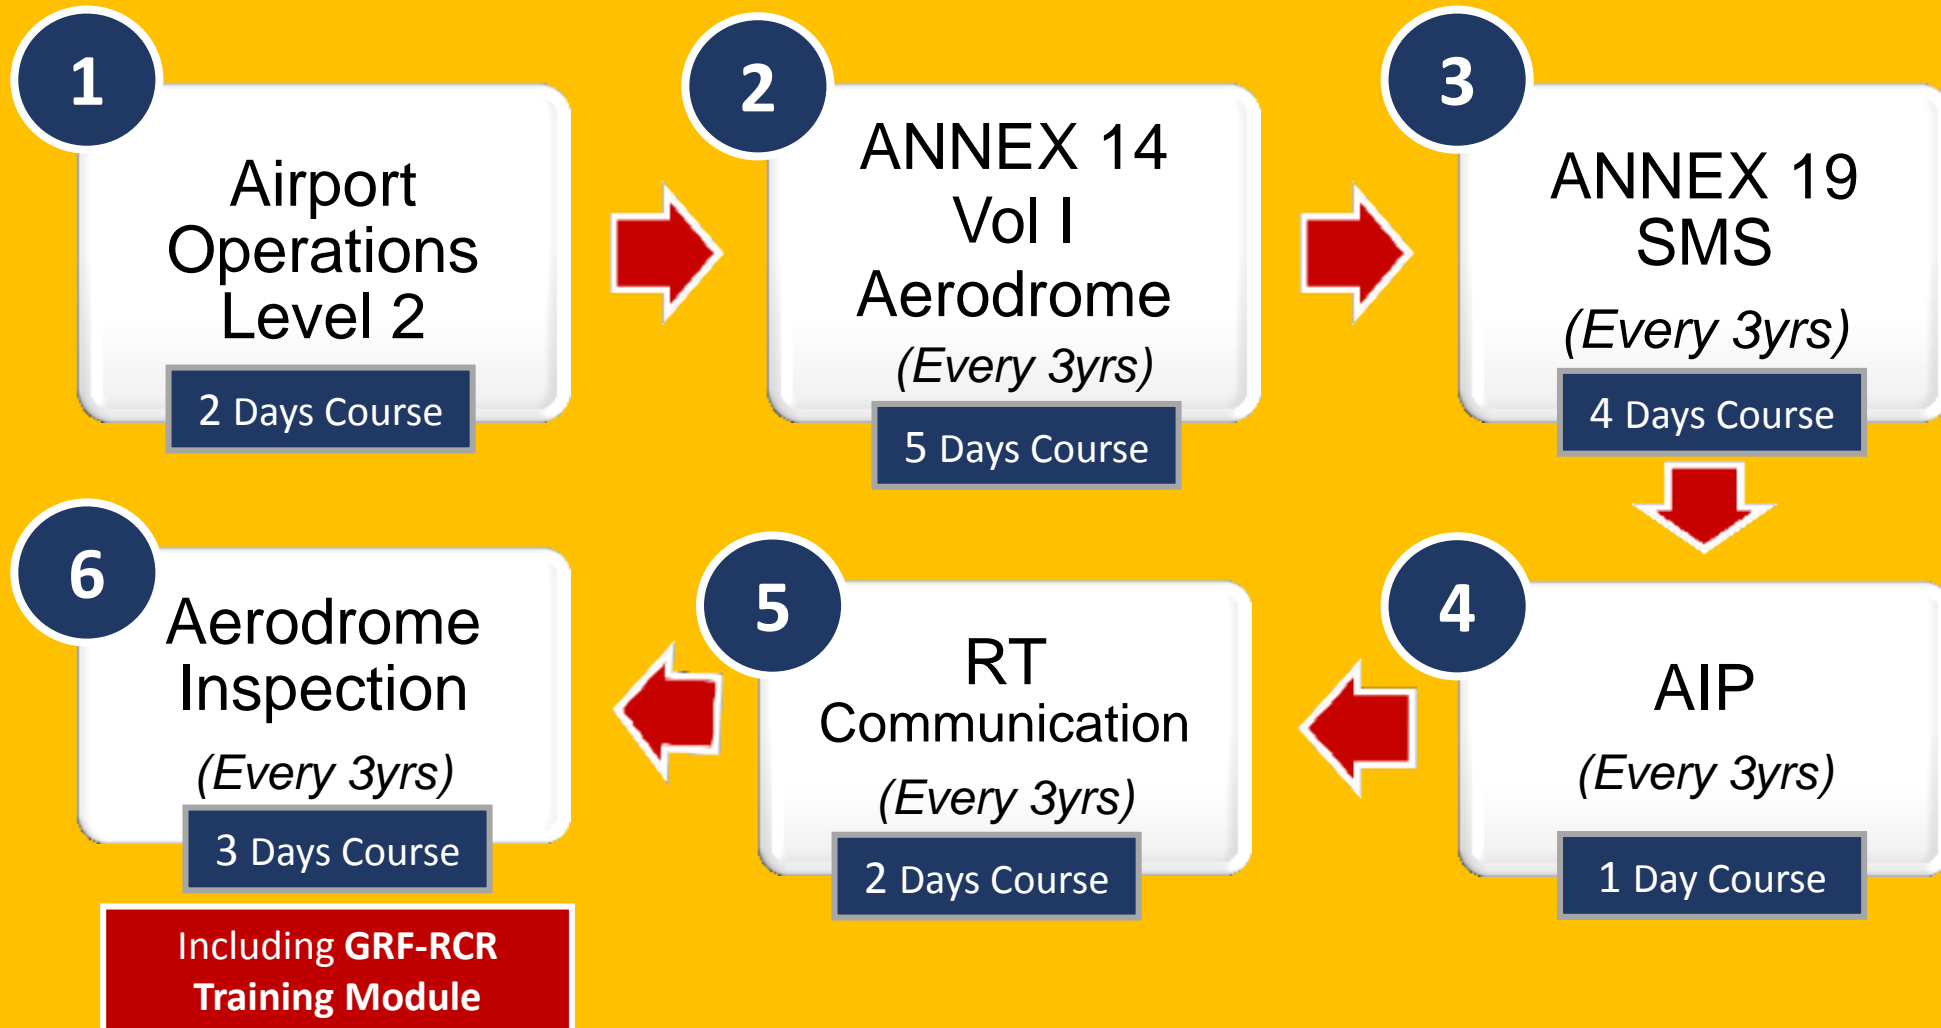 1
Airport
Operations
Level 2
2 Days Course
2
ANNEX 14
Vol I
Aerodrome
(Every 3yrs)
5 Days Course
3
ANNEX 19
SMS
(Every 3yrs)
4 Days Course
4
AIP
(Every 3yrs)
1 Day Course
5
RT
Communication
(Every 3yrs)
2 Days Course
6
Aerodrome
Inspection
(Every 3yrs)
3 Days Course
Including GRF-RCR
Training Module